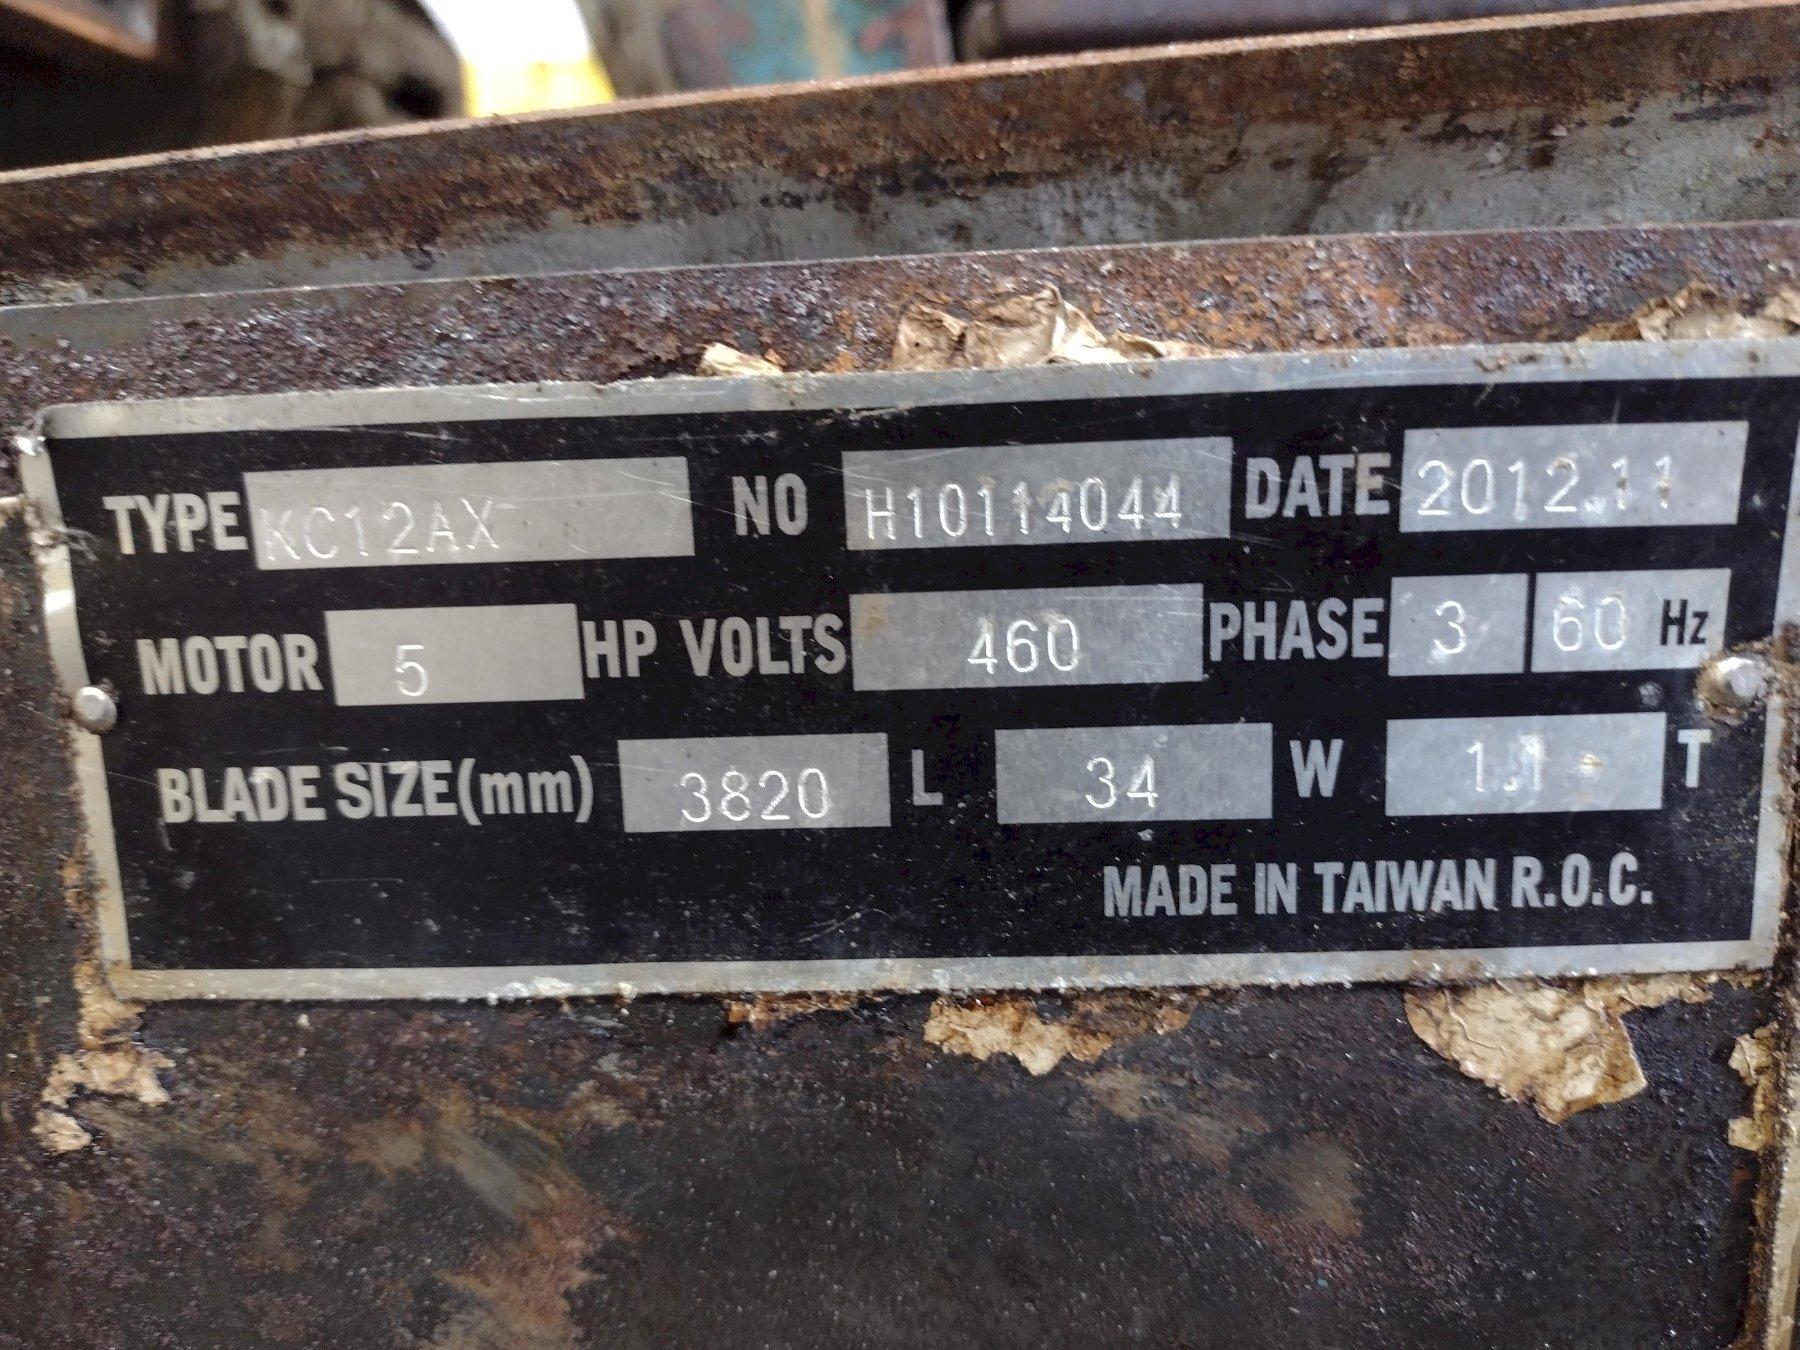 TYPE KC12AX NO H10114044 DATE 2012.11
MOTOR 5 HP VOLTS 460 PHASE 3 60 Hz
BLADE SIZE(mm) 3820 L 34 W 1.1 T
MADE IN TAIWAN R.O.C.